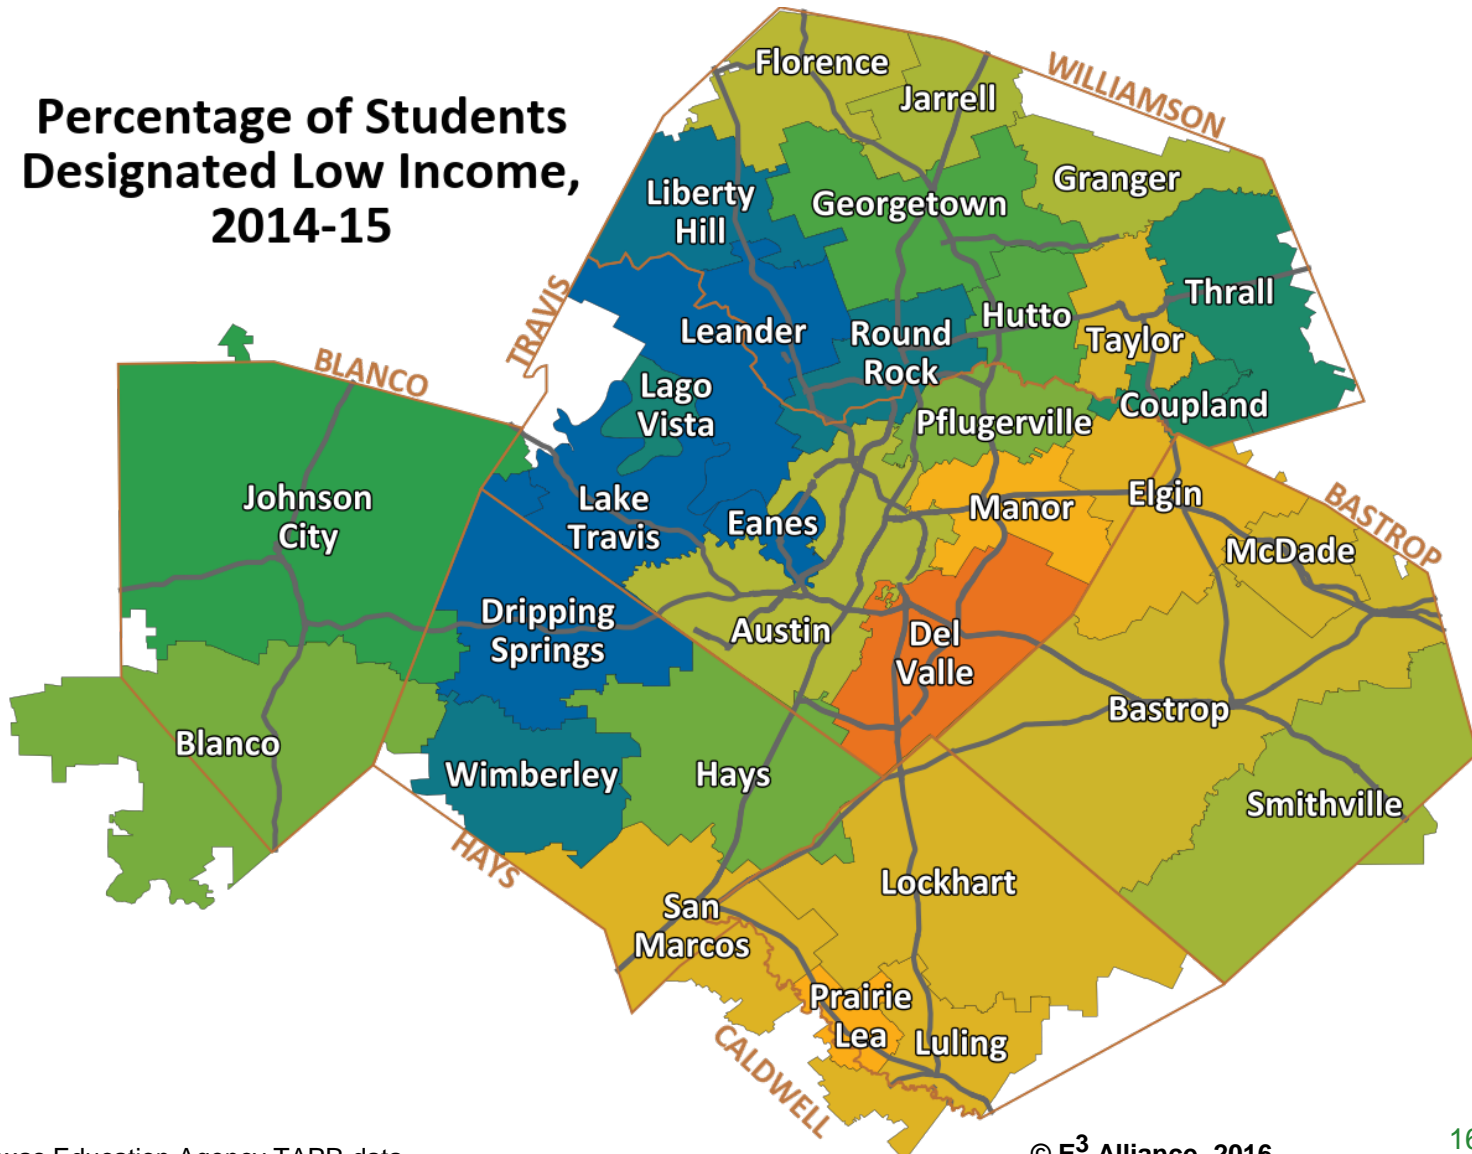 Percentage of Students
Designated Low Income,
2014-15
WILLIAMSON
Florence
Jarrell
Granger
Liberty
Hill
Georgetown
Thrall
TRAVIS
Leander
Round
Rock
Hutto
Taylor
BLANCO
Lago
Vista
Pflugerville
Coupland
Johnson
City
Lake
Travis
Eanes
Manor
Elgin
BASTROP
McDade
Dripping
Springs
Austin
Del
Valle
Bastrop
Blanco
Wimberley
Hays
Smithville
HAYS
Lockhart
San
Marcos
Prairie
Lea
Luling
CALDWELL
Education Agency TAPR data
© E3 Alliance, 2016
16